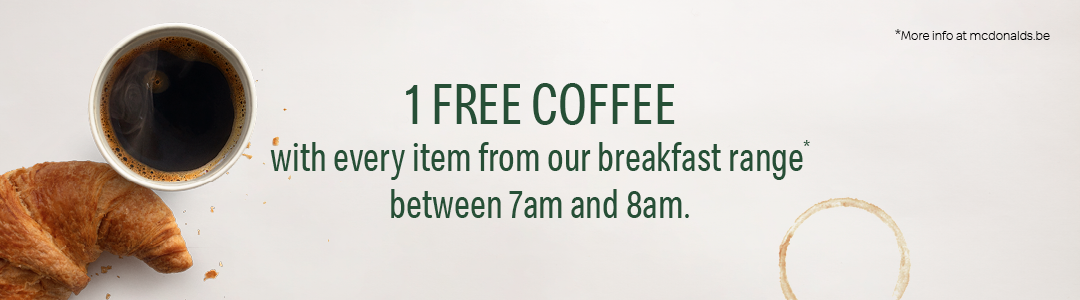 *More info at mcdonalds.be
1 FREE COFFEE
with every item from our breakfast range*
between 7am and 8am.